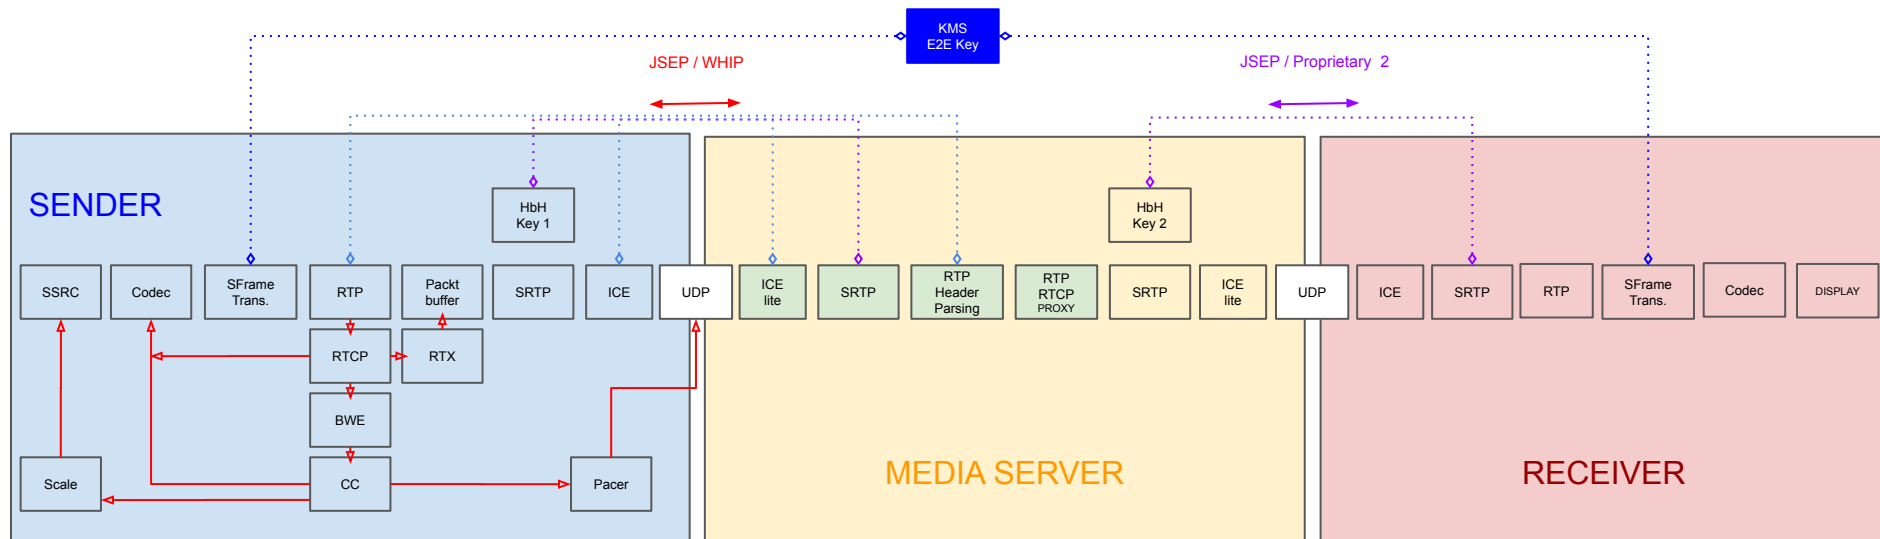 KMS
E2E Key
JSEP / WHIP
JSEP / Proprietary 2
SENDER
HbH
Key 1
HbH
Key 2
SSRC
Codec
SFrame
Trans.
RTP
Packt
buffer
SRTP
ICE
UDP
ICE
lite
SRTP
RTP
Header
Parsing
RTP
RTCP
PROXY
SRTP
ICE
lite
UDP
ICE
SRTP
RTP
SFrame
Trans.
Codec
DISPLAY
RTCP
RTX
BWE
Scale
CC
Pacer
MEDIA SERVER
RECEIVER